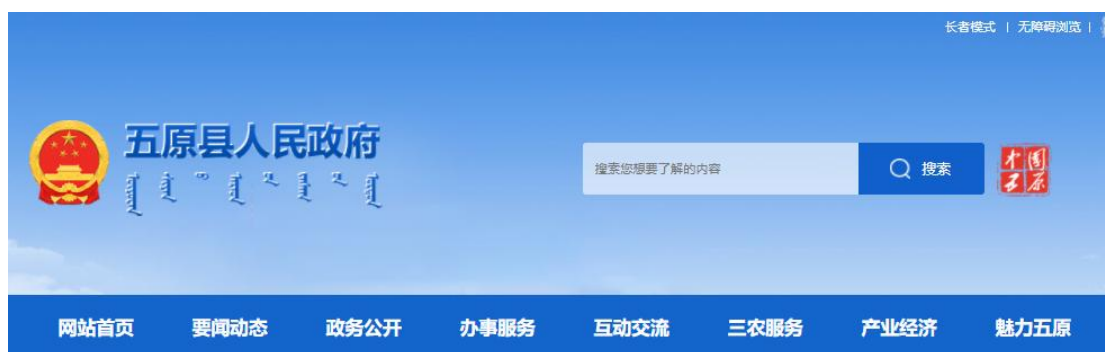 长者模式 | 无障碍浏览 |
五原县人民政府
搜索您想要了解的内容
搜索
中国
五原
网站首页 要闻动态 政务公开 办事服务 互动交流 三农服务 产业经济 魅力五原